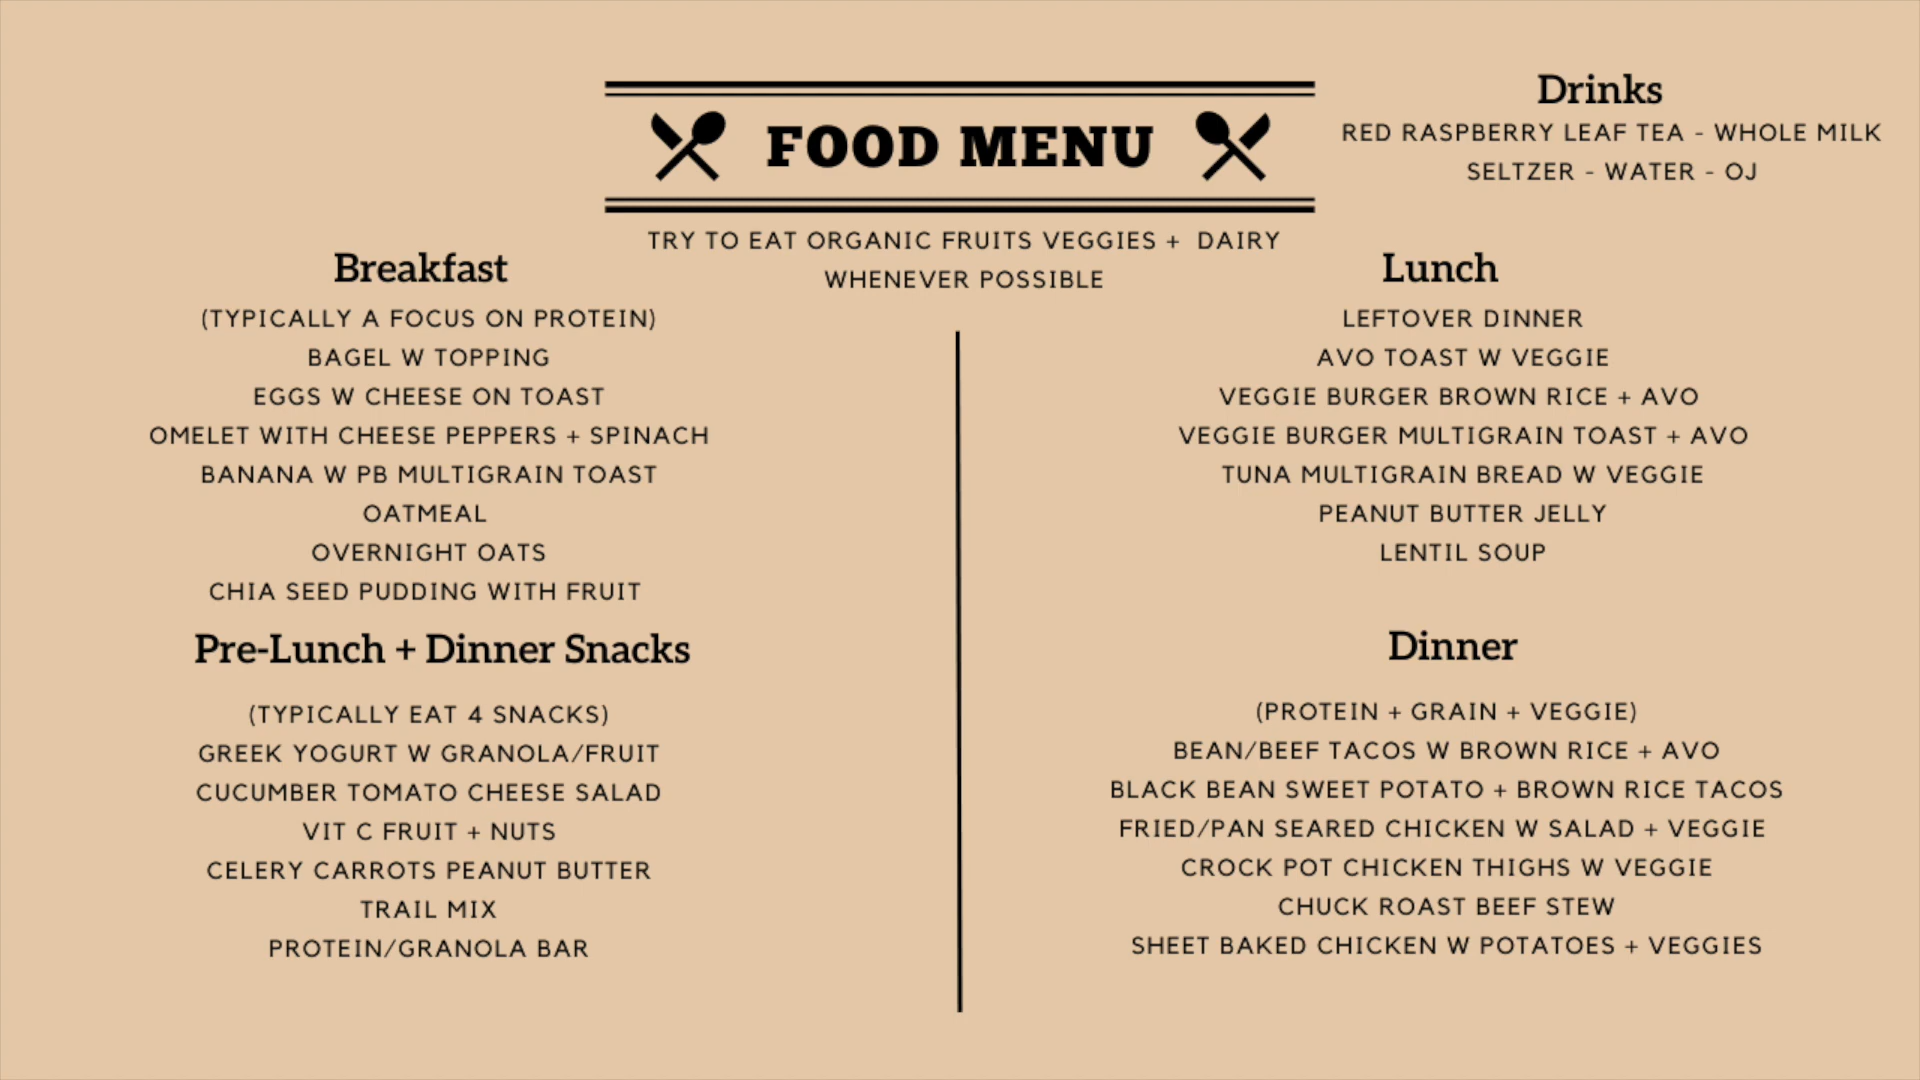 FOOD MENU
TRY TO EAT ORGANIC FRUITS VEGGIES + DAIRY
WHENEVER POSSIBLE
Drinks
RED RASPBERRY LEAF TEA - WHOLE MILK
SELTZER - WATER - OJ
Breakfast
(TYPICALLY A FOCUS ON PROTEIN)
BAGEL W TOPPING
EGGS W CHEESE ON TOAST
OMELET WITH CHEESE PEPPERS + SPINACH
BANANA W PB MULTIGRAIN TOAST
OATMEAL
OVERNIGHT OATS
CHIA SEED PUDDING WITH FRUIT
Pre-Lunch + Dinner Snacks
(TYPICALLY EAT 4 SNACKS)
GREEK YOGURT W GRANOLA/FRUIT
CUCUMBER TOMATO CHEESE SALAD
VIT C FRUIT + NUTS
CELERY CARROTS PEANUT BUTTER
TRAIL MIX
PROTEIN/GRANOLA BAR
Lunch
LEFTOVER DINNER
AVO TOAST W VEGGIE
VEGGIE BURGER BROWN RICE + AVO
VEGGIE BURGER MULTIGRAIN TOAST + AVO
TUNA MULTIGRAIN BREAD W VEGGIE
PEANUT BUTTER JELLY
LENTIL SOUP
Dinner
(PROTEIN + GRAIN + VEGGIE)
BEAN/BEEF TACOS W BROWN RICE + AVO
BLACK BEAN SWEET POTATO + BROWN RICE TACOS
FRIED/PAN SEARED CHICKEN W SALAD + VEGGIE
CROCK POT CHICKEN THIGHS W VEGGIE
CHUCK ROAST BEEF STEW
SHEET BAKED CHICKEN W POTATOES + VEGGIES